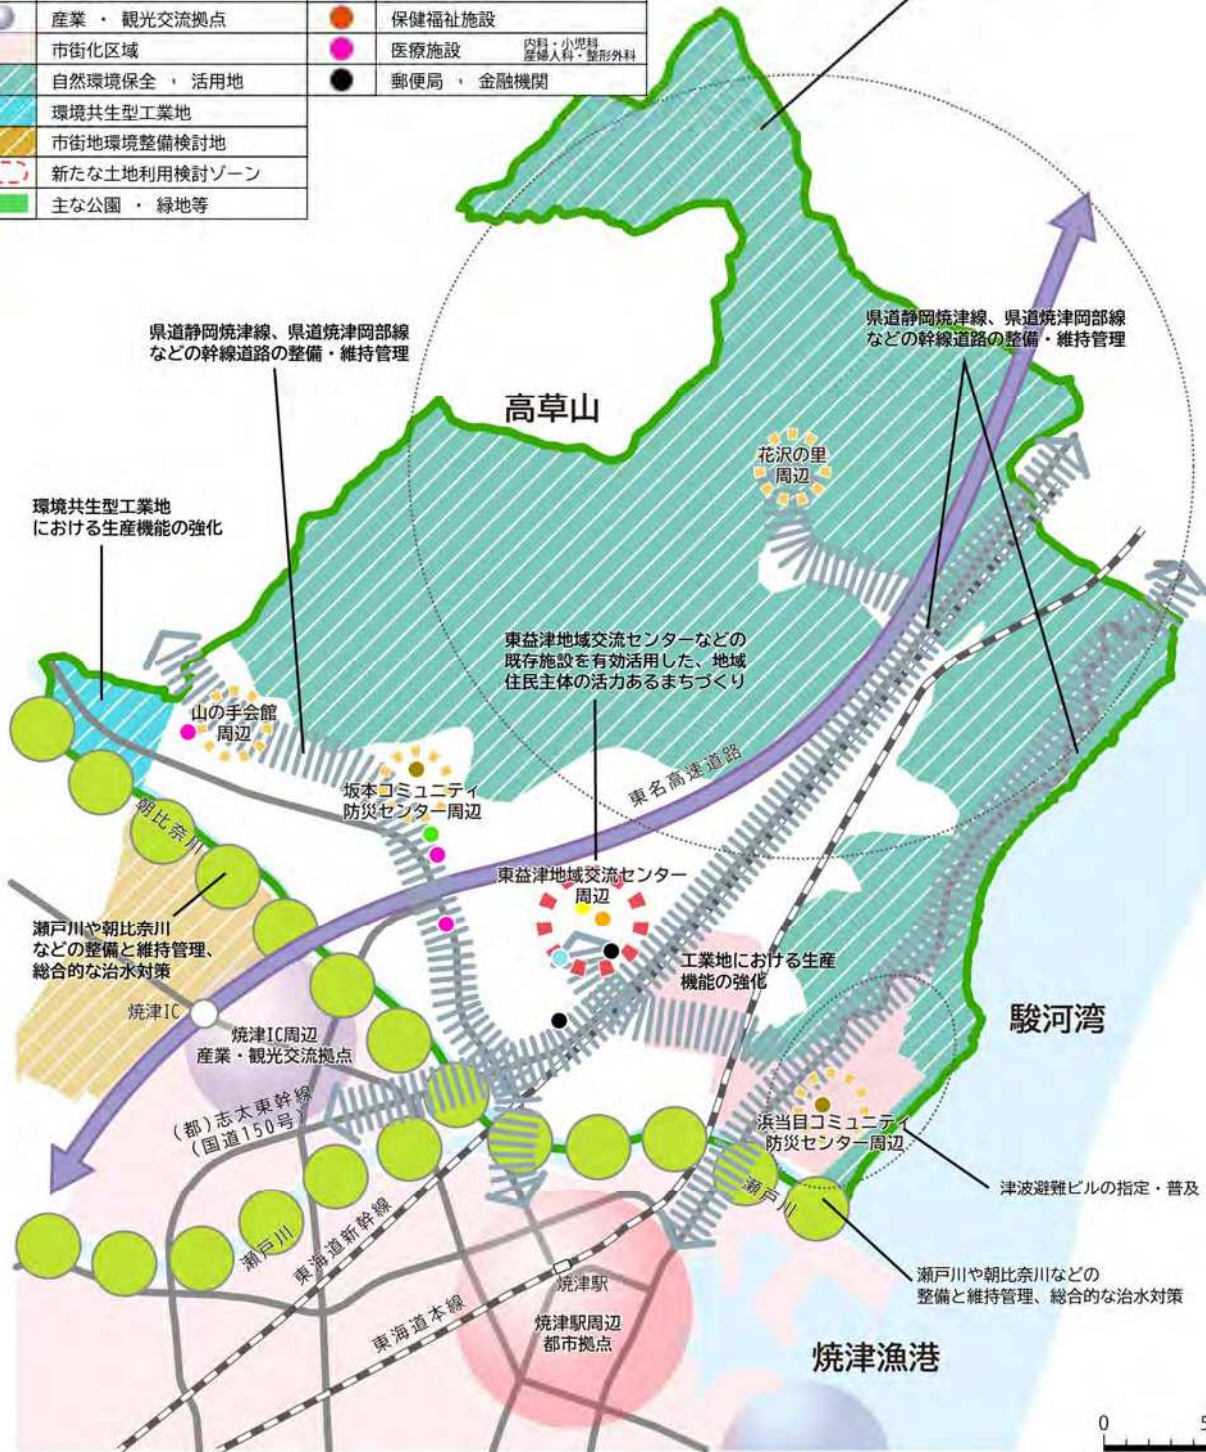 産業 ・ 観光交流拠点
保健福祉施設
市街化区域
医療施設
内科・小児科
産婦人科・整形外科
自然環境保全 ・ 活用地
郵便局 ・ 金融機関
環境共生型工業地
市街地環境整備検討地
新たな土地利用検討ゾーン
主な公園 ・ 緑地等
県道静岡焼津線、県道焼津岡部線
などの幹線道路の整備・維持管理
県道静岡焼津線、県道焼津岡部線
などの幹線道路の整備・維持管理
高草山
花沢の里
周辺
環境共生型工業地
における生産機能の強化
東益津地域交流センターなどの
既存施設を有効活用した、地域
住民主体の活力あるまちづくり
山の手会館
周辺
坂本コミュニティ
防災センター周辺
東名高速道路
朝比奈川
東益津地域交流センター
周辺
瀬戸川や朝比奈川
などの整備と維持管理、
総合的な治水対策
工業地における生産
機能の強化
焼津IC
焼津IC周辺
産業・観光交流拠点
駿河湾
(都)志太東幹線
(国道150号)
浜当目コミュニティ
防災センター周辺
津波避難ビルの指定・普及
瀬戸川
瀬戸川
東海道新幹線
焼津駅
瀬戸川や朝比奈川などの
整備と維持管理、総合的な治水対策
東海道本線
焼津駅周辺
都市拠点
焼津漁港
0
5